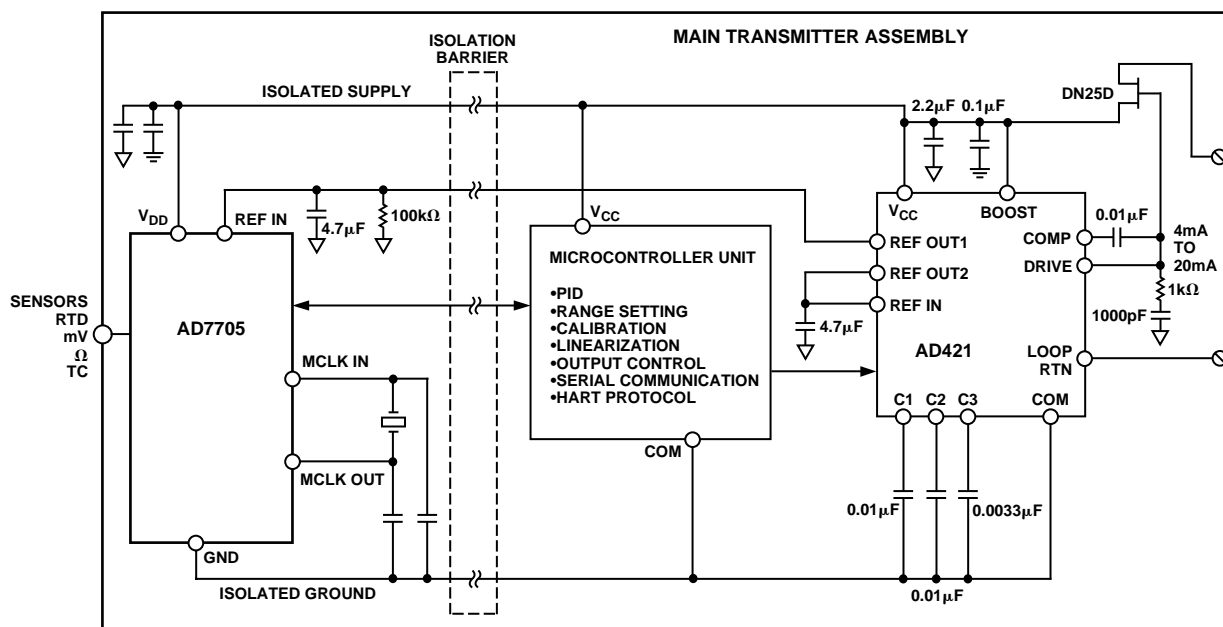 MAIN TRANSMITTER ASSEMBLY
ISOLATION
BARRIER
ISOLATED SUPPLY
DN25D
2.2µF
0.1µF
VDD
REF IN
4.7µF
100kΩ
VCC
VCC
BOOST
0.01µF
COMP
4mA
TO
20mA
DRIVE
1kΩ
1000pF
REF OUT1
REF OUT2
REF IN
4.7µF
AD421
LOOP
RTN
MICROCONTROLLER UNIT
•PID
•RANGE SETTING
•CALIBRATION
•LINEARIZATION
•OUTPUT CONTROL
•SERIAL COMMUNICATION
•HART PROTOCOL
SENSORS
RTD
mV
Ω
TC
AD7705
MCLK IN
MCLK OUT
COM
C1
C2
C3
COM
0.01µF
0.0033µF
GND
ISOLATED GROUND
0.01µF